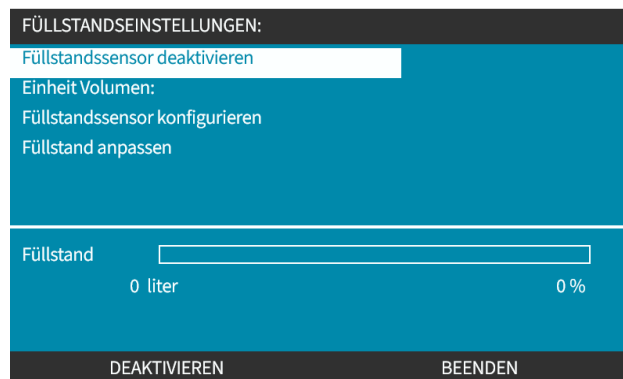 FÜLLSTANDSEINSTELLUNGEN:
Füllstandssensor deaktivieren
Einheit Volumen:
Füllstandssensor konfigurieren
Füllstand anpassen
Füllstand
0 liter 0 %
DEAKTIVIEREN BEENDEN